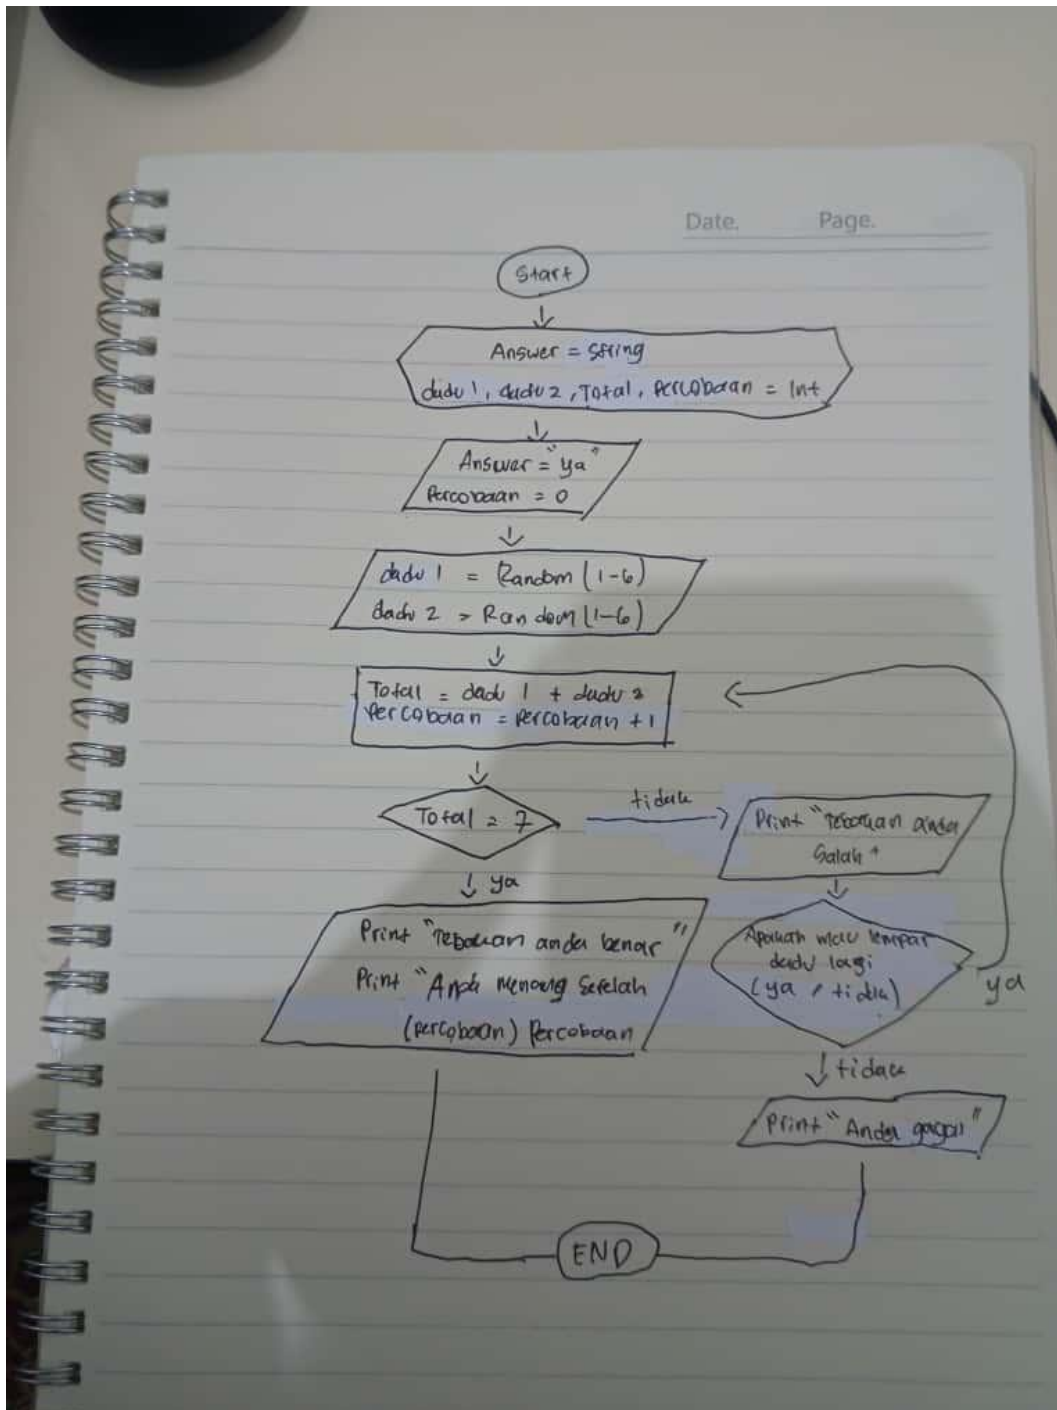 Date. Page.
Start
Answer = string
dadu 1, dadu 2, Total, Percobaan = Int
Answer = "ya"
Percobaan = 0
dadu 1 = Random (1-6)
dadu 2 = Random (1-6)
Total = dadu 1 + dadu 2
Percobaan = Percobaan + 1
Total = 7
tidak
Print "Tebakan anda
Salah "
ya
Print "Tebakan anda benar "
Print "Anda menang Setelah
(percobaan) Percobaan
Apakah mau lempar
dadu lagi
(ya / tidak)
ya
tidak
Print "Anda gagal"
END